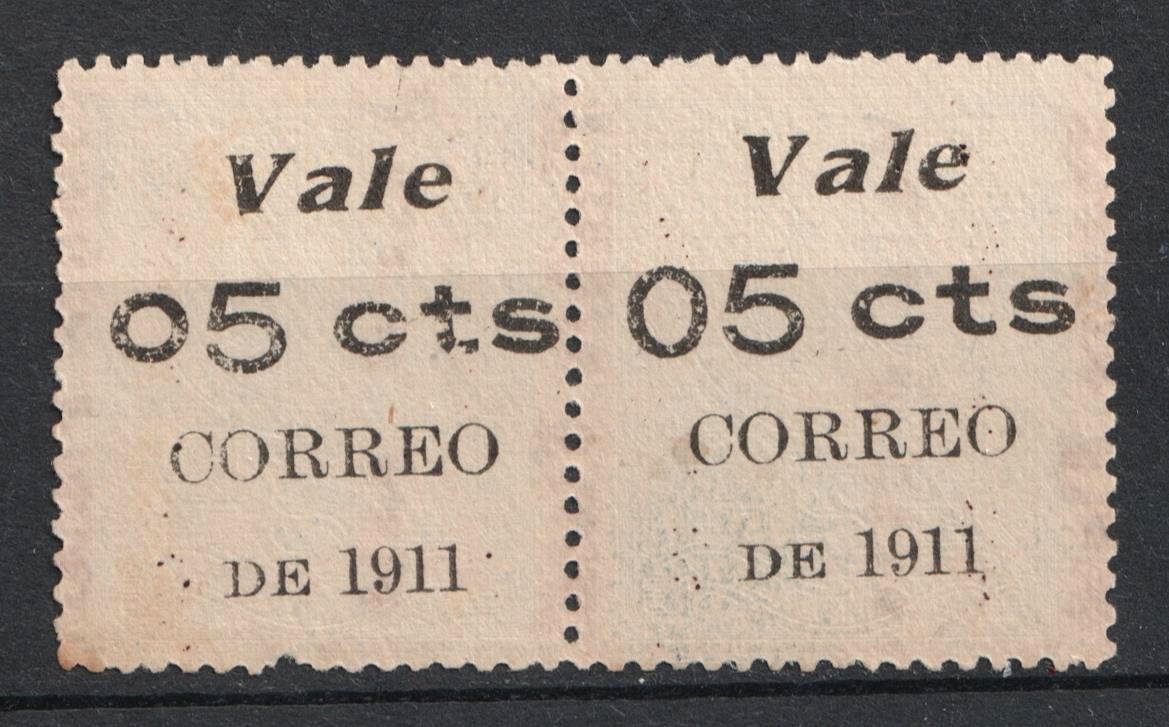 Vale
05 cts
CORREO
DE 1911
Vale
05 cts
CORREO
DE 1911